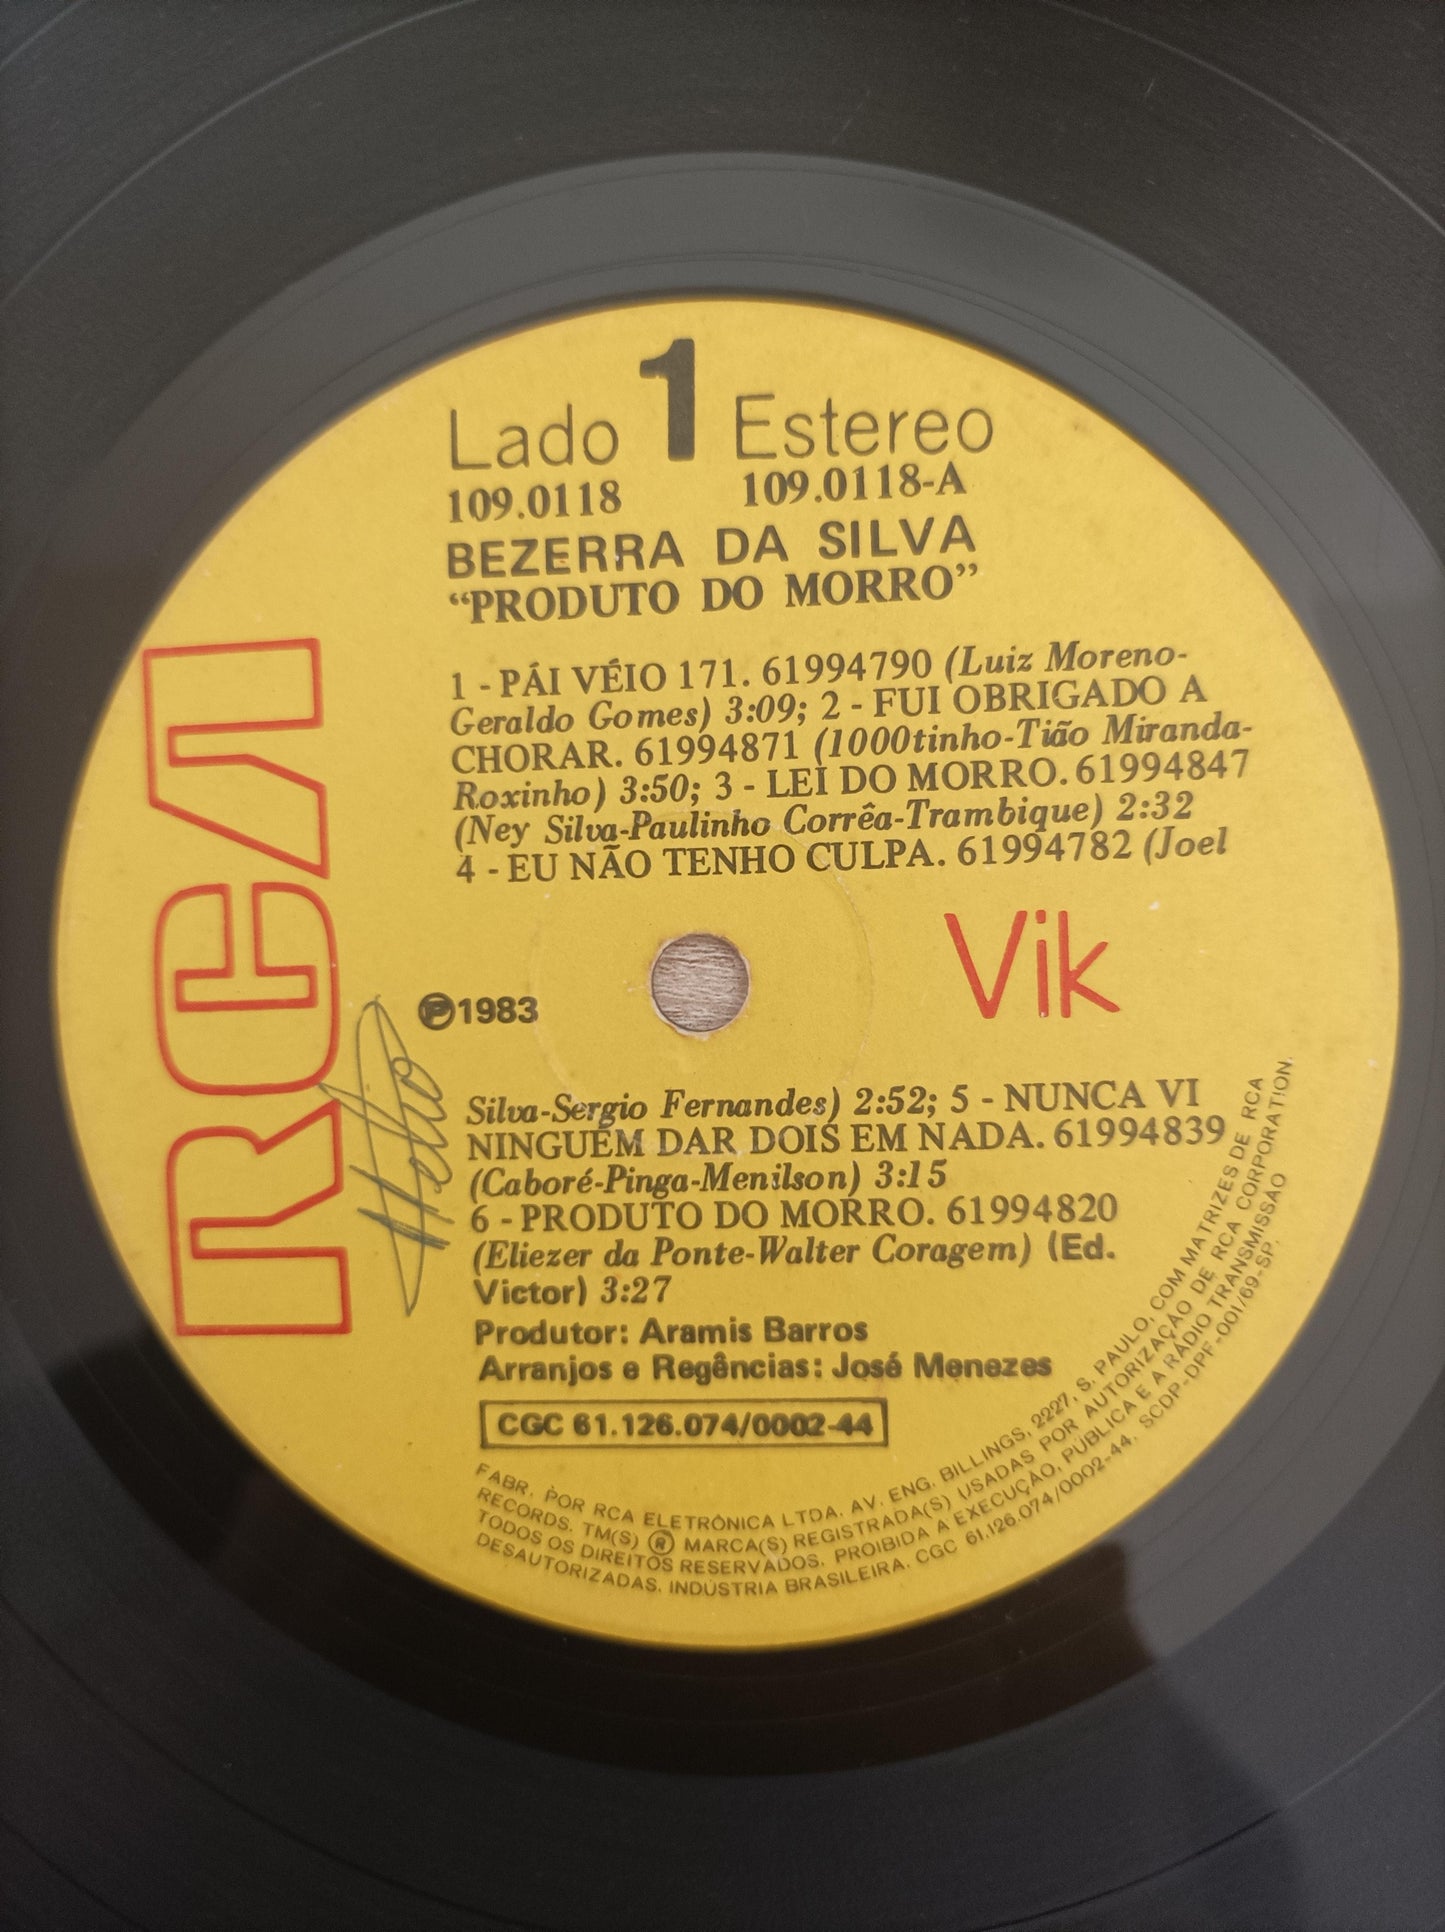 Lado 1 Estereo
109.0118 109.0118-A
BEZERRA DA SILVA
“PRODUTO DO MORRO”
1 - PÁI VÉIO 171. 61994790 (Luiz Moreno-
Geraldo Gomes) 3:09; 2 - FUI OBRIGADO A
CHORAR. 61994871 (1000tinho-Tião Miranda-
Roxinho) 3:50; 3 - LEI DO MORRO. 61994847
(Ney Silva-Paulinho Corrêa-Trambique) 2:32
4 - EU NÃO TENHO CULPA. 61994782 (Joel
RCA
Vik
℗1983
Helho
Silva-Sergio Fernandes) 2:52; 5 - NUNCA VI
NINGUÉM DAR DOIS EM NADA. 61994839
(Caboré-Pinga-Menilson) 3:15
6 - PRODUTO DO MORRO. 61994820
(Eliezer da Ponte-Walter Coragem) (Ed.
Victor) 3:27
Produtor: Aramis Barros
Arranjos e Regências: José Menezes
CGC 61.126.074/0002-44
FABR. POR RCA ELETRÔNICA LTDA. AV. ENG. BILLINGS, 2227, S. PAULO, COM MATRIZES DE RCA
RECORDS. TM(S) ® MARCA(S) REGISTRADA(S) USADAS POR AUTORIZAÇÃO DE RCA CORPORATION.
TODOS OS DIREITOS RESERVADOS. PROIBIDA A EXECUÇÃO, PÚBLICA E A RÁDIO TRANSMISSÃO
DESAUTORIZADAS. INDÚSTRIA BRASILEIRA. CGC 61.126.074/0002-44. SCDP-DPF-001/69-SP.